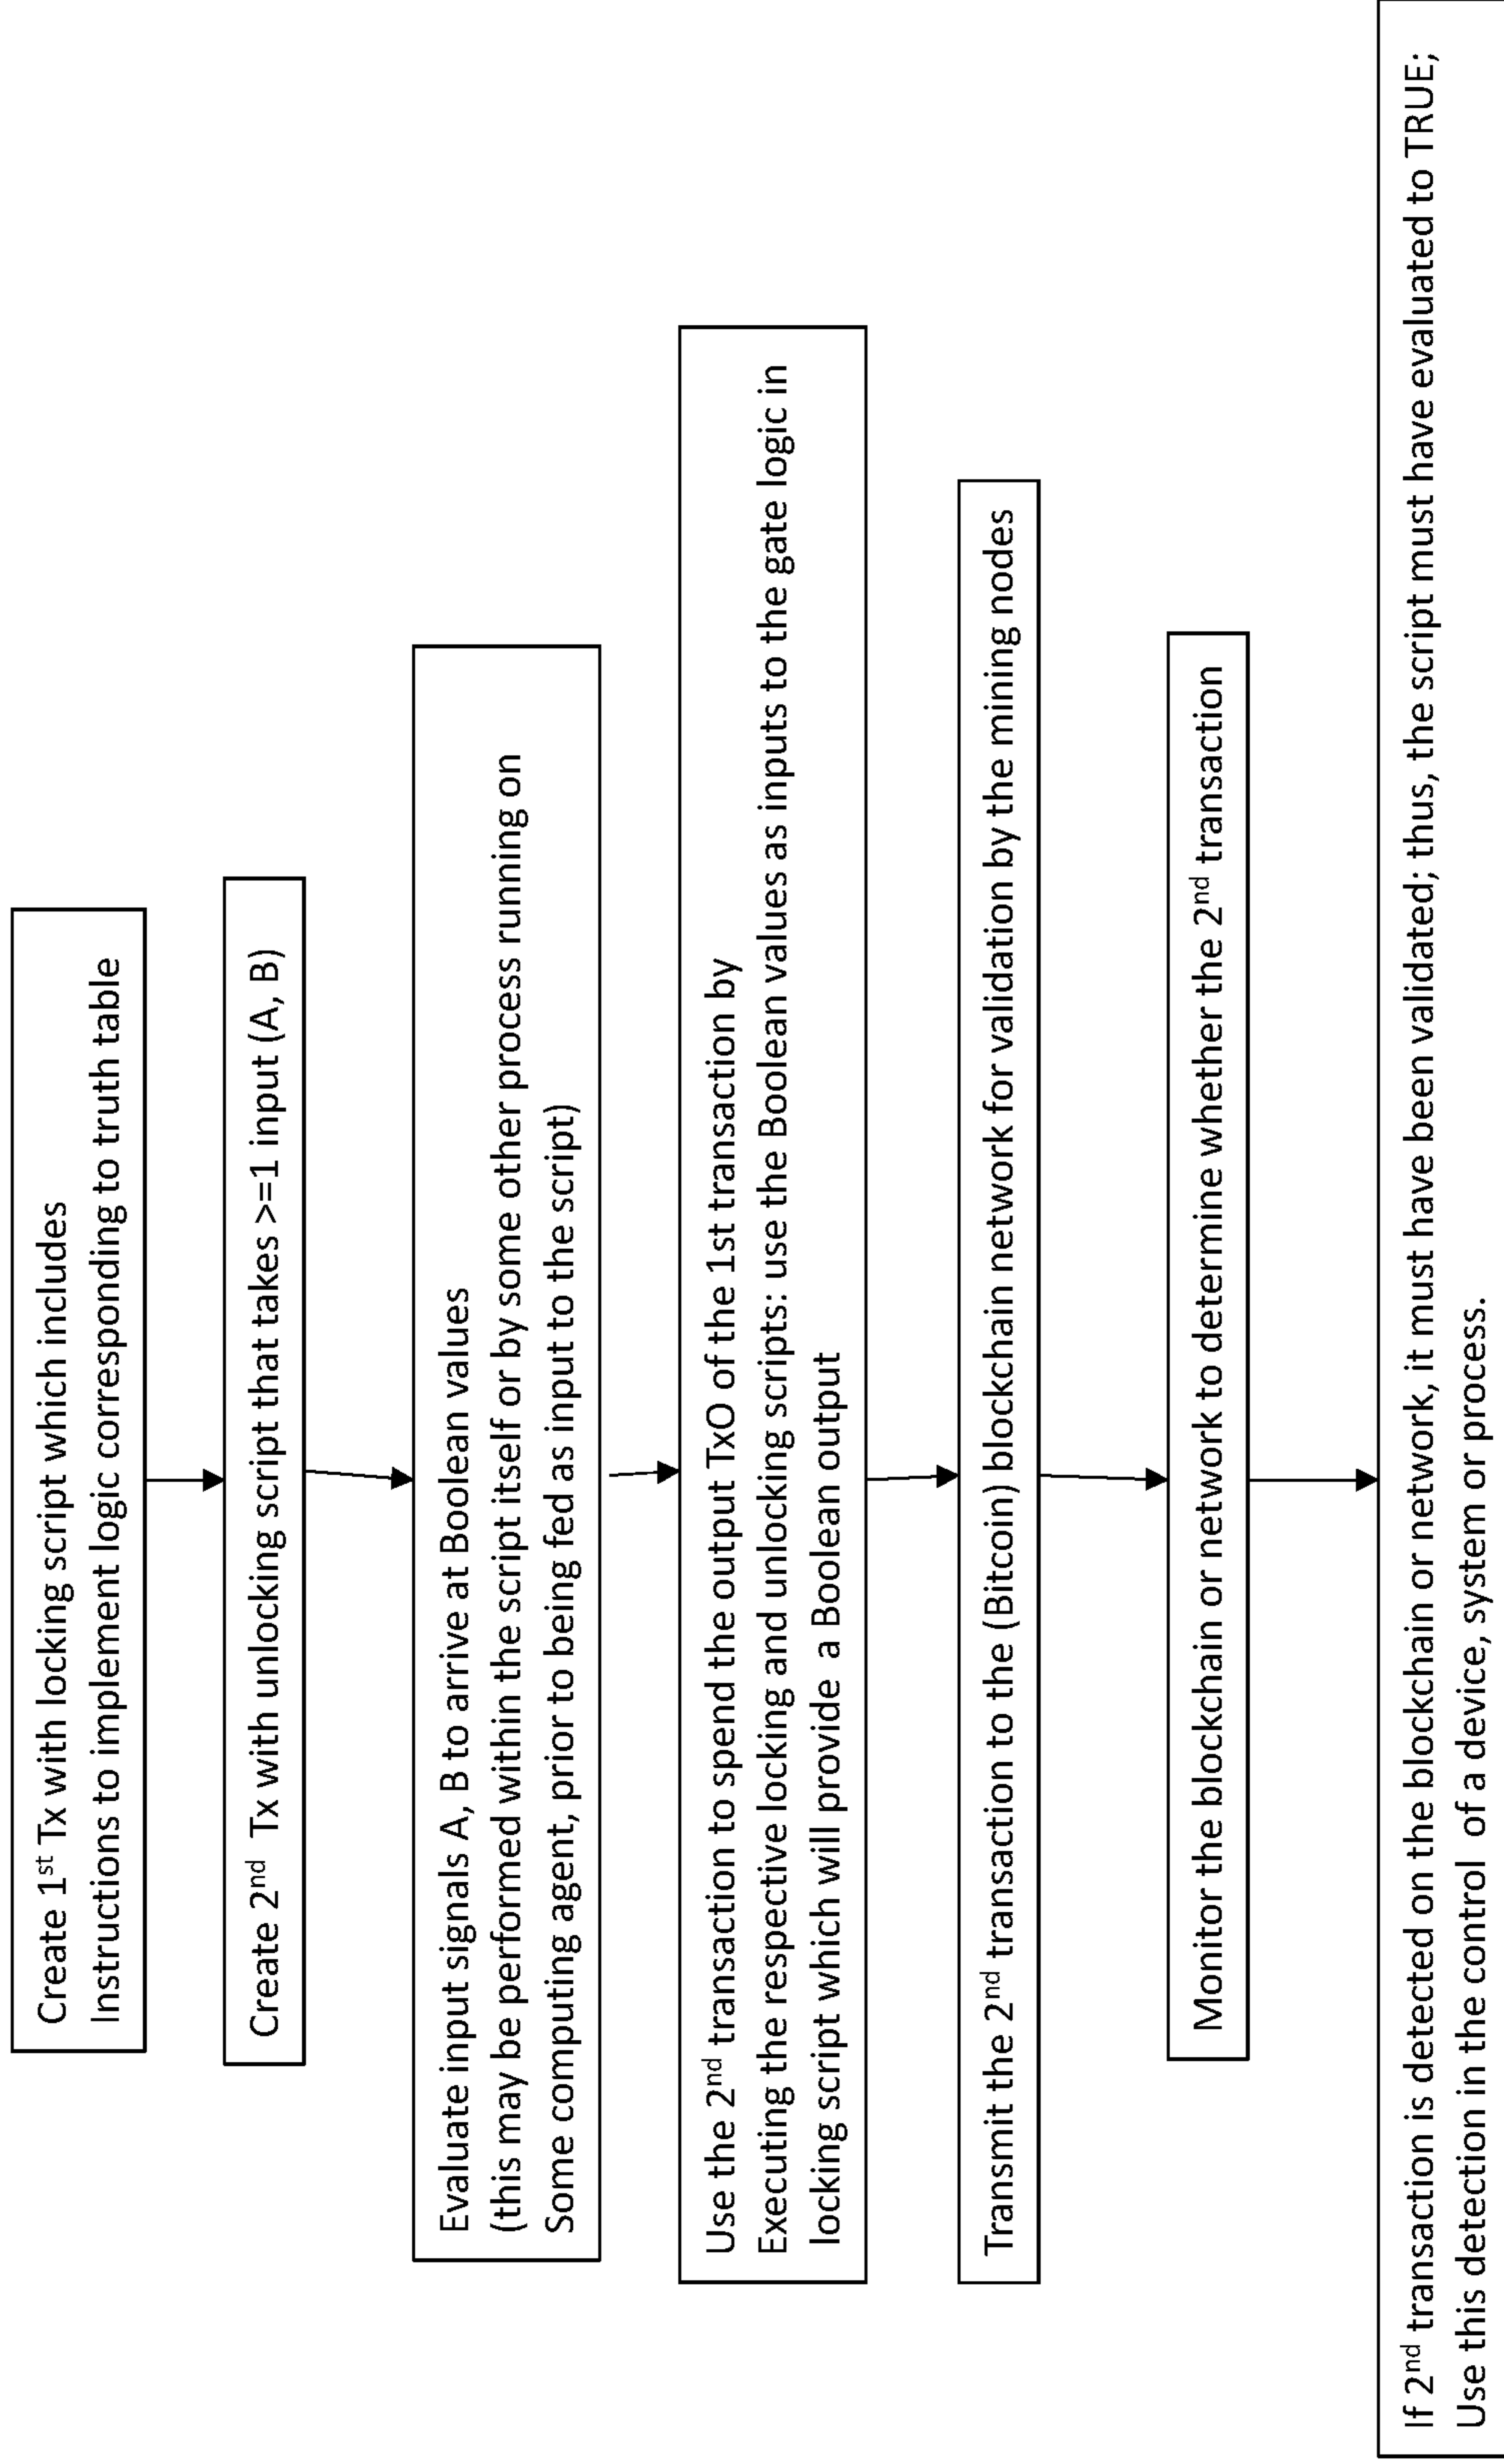 Create 1st Tx with locking script which includes
Instructions to implement logic corresponding to truth table
Create 2nd Tx with unlocking script that takes >=1 input (A, B)
Evaluate input signals A, B to arrive at Boolean values
(this may be performed within the script itself or by some other process running on
Some computing agent, prior to being fed as input to the script)
Use the 2nd transaction to spend the output TxO of the 1st transaction by
Executing the respective locking and unlocking scripts: use the Boolean values as inputs to the gate logic in
locking script which will provide a Boolean output
Transmit the 2nd transaction to the (Bitcoin) blockchain network for validation by the mining nodes
Monitor the blockchain or network to determine whether the 2nd transaction
If 2nd transaction is detected on the blockchain or network, it must have been validated; thus, the script must have evaluated to TRUE;
Use this detection in the control of a device, system or process.